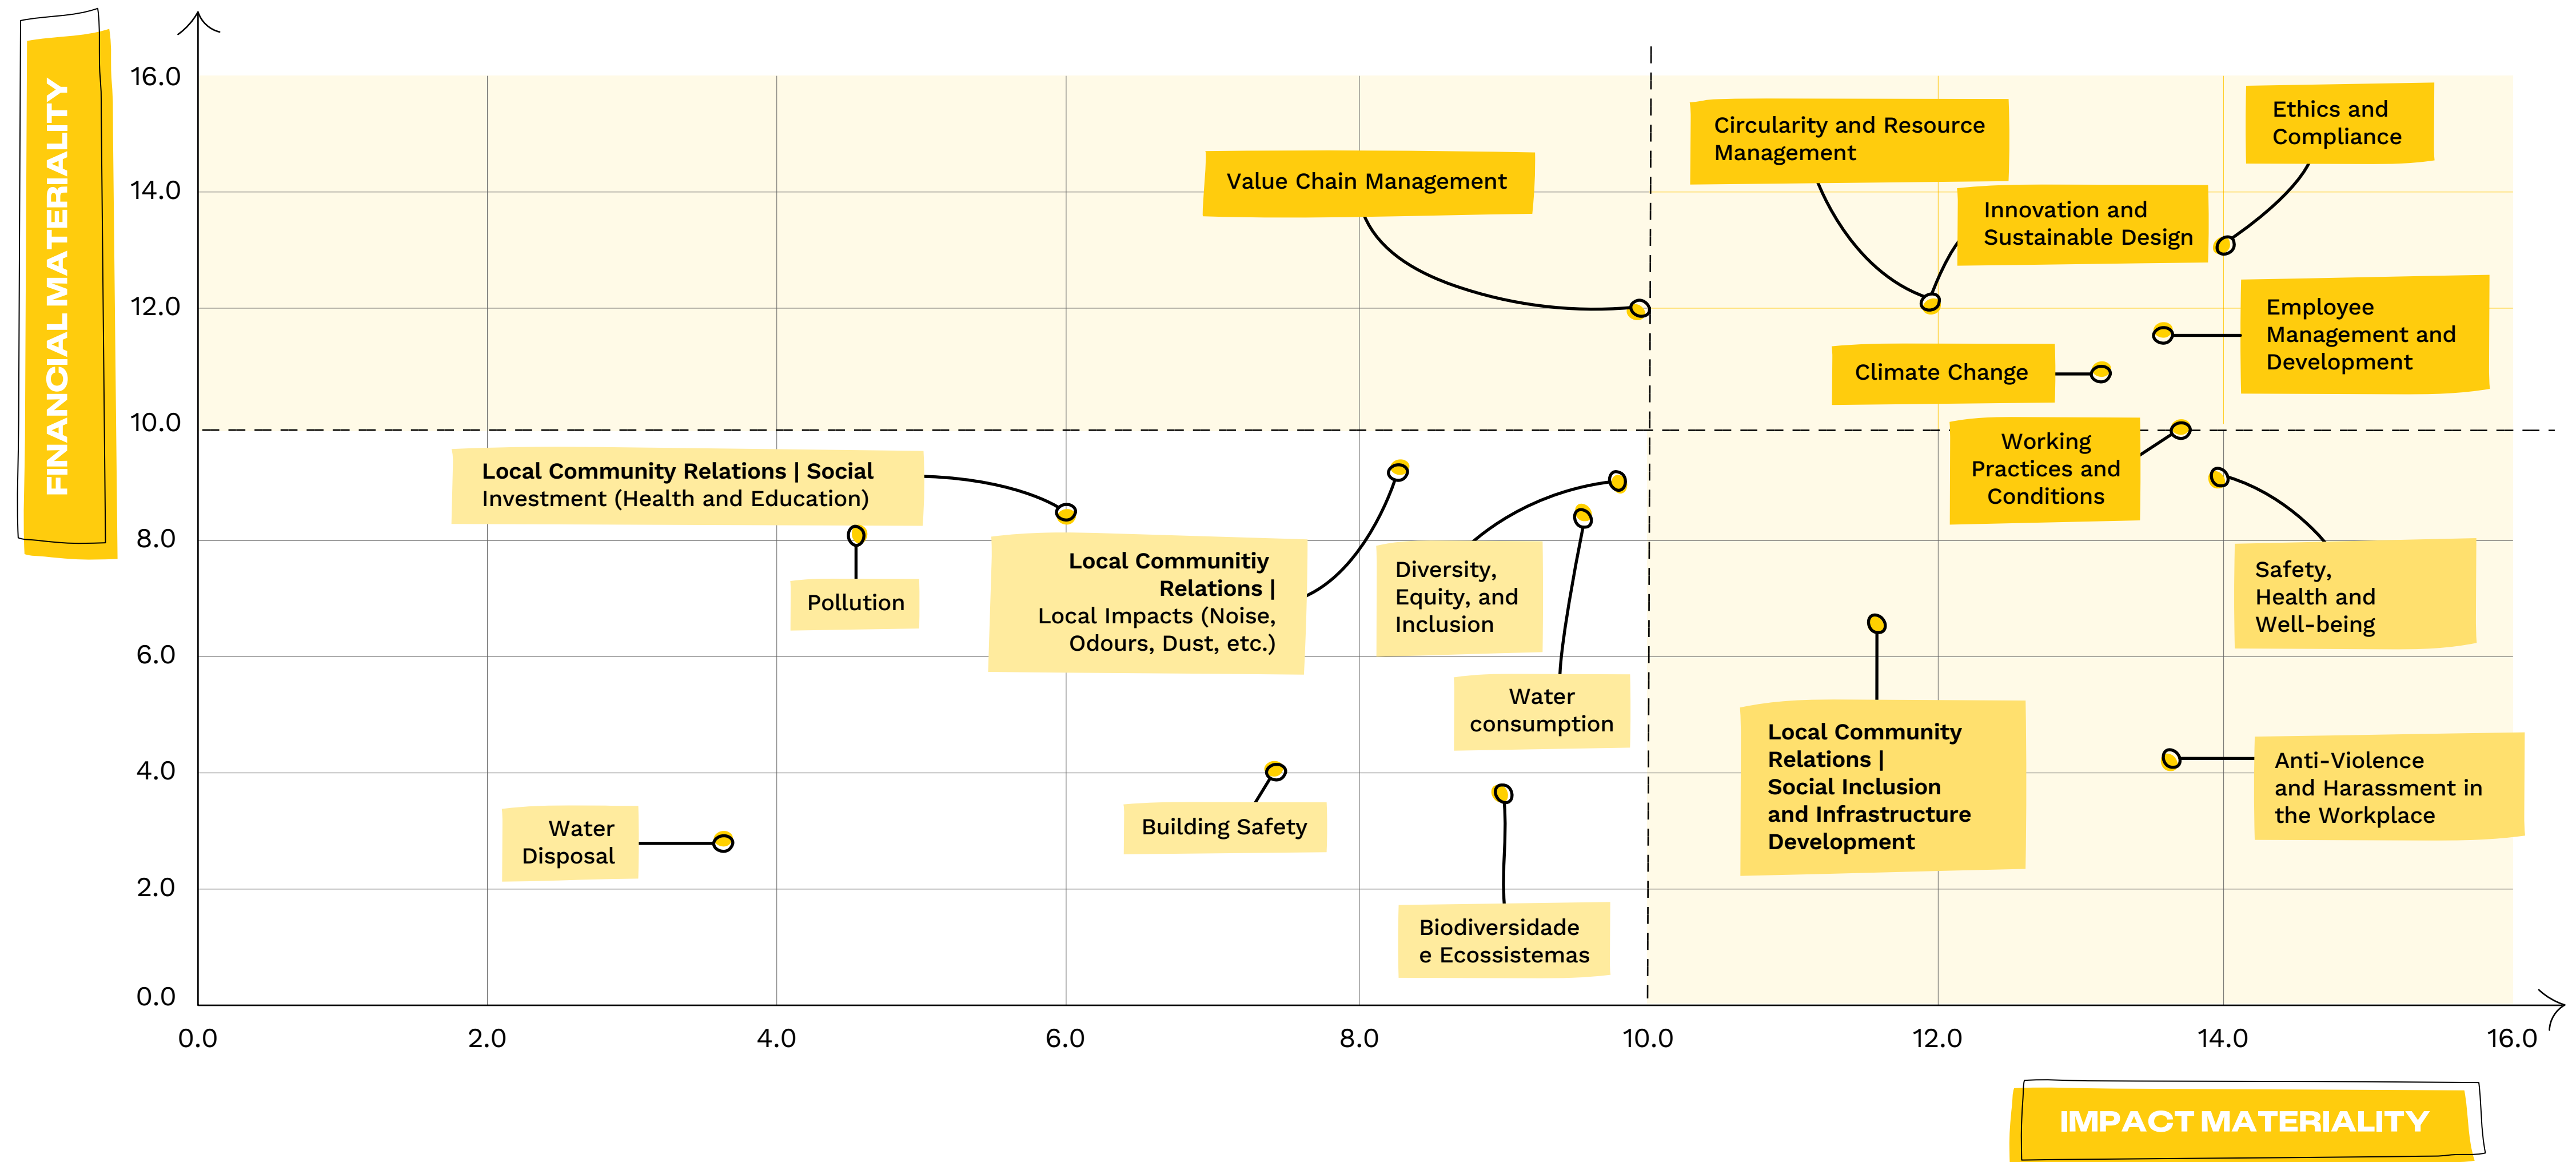 FINANCIAL MATERIALITY
16.0
14.0
12.0
10.0
8.0
6.0
4.0
2.0
0.0
Value Chain Management
Circularity and Resource
Management
Ethics and
Compliance
Innovation and
Sustainable Design
Employee
Management and
Development
Climate Change
Working
Practices and
Conditions
Local Community Relations | Social
Investment (Health and Education)
Pollution
Local Communitiy
Relations |
Local Impacts (Noise,
Odours, Dust, etc.)
Diversity,
Equity, and
Inclusion
Safety,
Health and
Well-being
Water
consumption
Local Community
Relations |
Social Inclusion
and Infrastructure
Development
Anti-Violence
and Harassment in
the Workplace
Water
Disposal
Building Safety
Biodiversidade
e Ecossistemas
0.0
2.0
4.0
6.0
8.0
10.0
12.0
14.0
16.0
IMPACT MATERIALITY